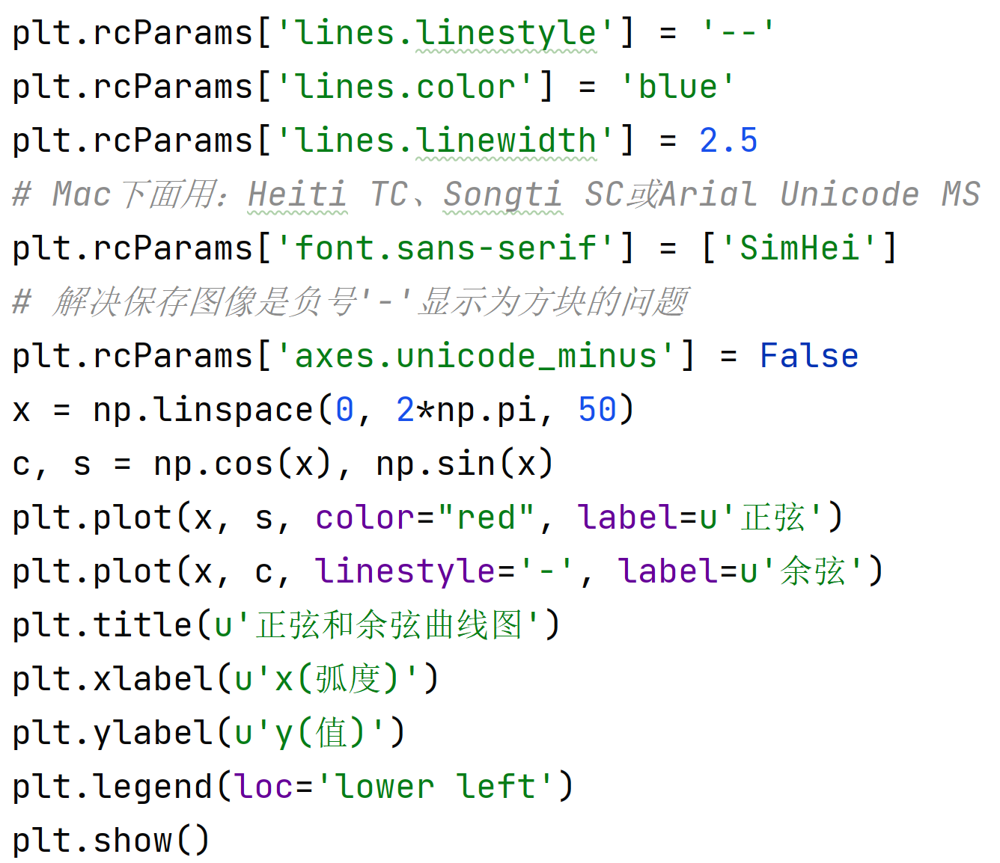 plt.rcParams['lines.linestyle'] = '--'
plt.rcParams['lines.color'] = 'blue'
plt.rcParams['lines.linewidth'] = 2.5
# Mac下面用：Heiti TC、Songti SC或Arial Unicode MS
plt.rcParams['font.sans-serif'] = ['SimHei']
# 解决保存图像是负号'-'显示为方块的问题
plt.rcParams['axes.unicode_minus'] = False
x = np.linspace(0, 2*np.pi, 50)
c, s = np.cos(x), np.sin(x)
plt.plot(x, s, color="red", label=u'正弦')
plt.plot(x, c, linestyle='-', label=u'余弦')
plt.title(u'正弦和余弦曲线图')
plt.xlabel(u'x(弧度)')
plt.ylabel(u'y(值)')
plt.legend(loc='lower left')
plt.show()